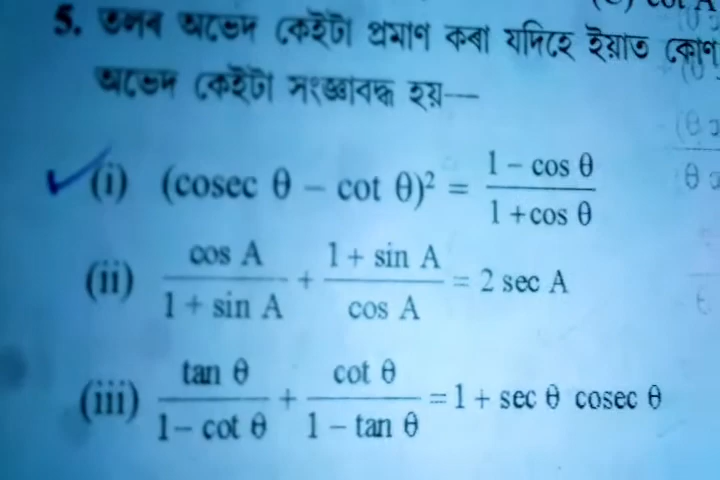 5. তলৰ অভেদ কেইটা প্ৰমাণ কৰা যদিহে ইয়াত কোণ
অভেদ কেইটা সংজ্ঞাবদ্ধ হয়—
(i) (cosec θ – cot θ)² = (1 – cos θ)/(1 + cos θ)
(ii) cos A/(1 + sin A) + (1 + sin A)/cos A = 2 sec A
(iii) tan θ/(1 – cot θ) + cot θ/(1 – tan θ) = 1 + sec θ cosec θ